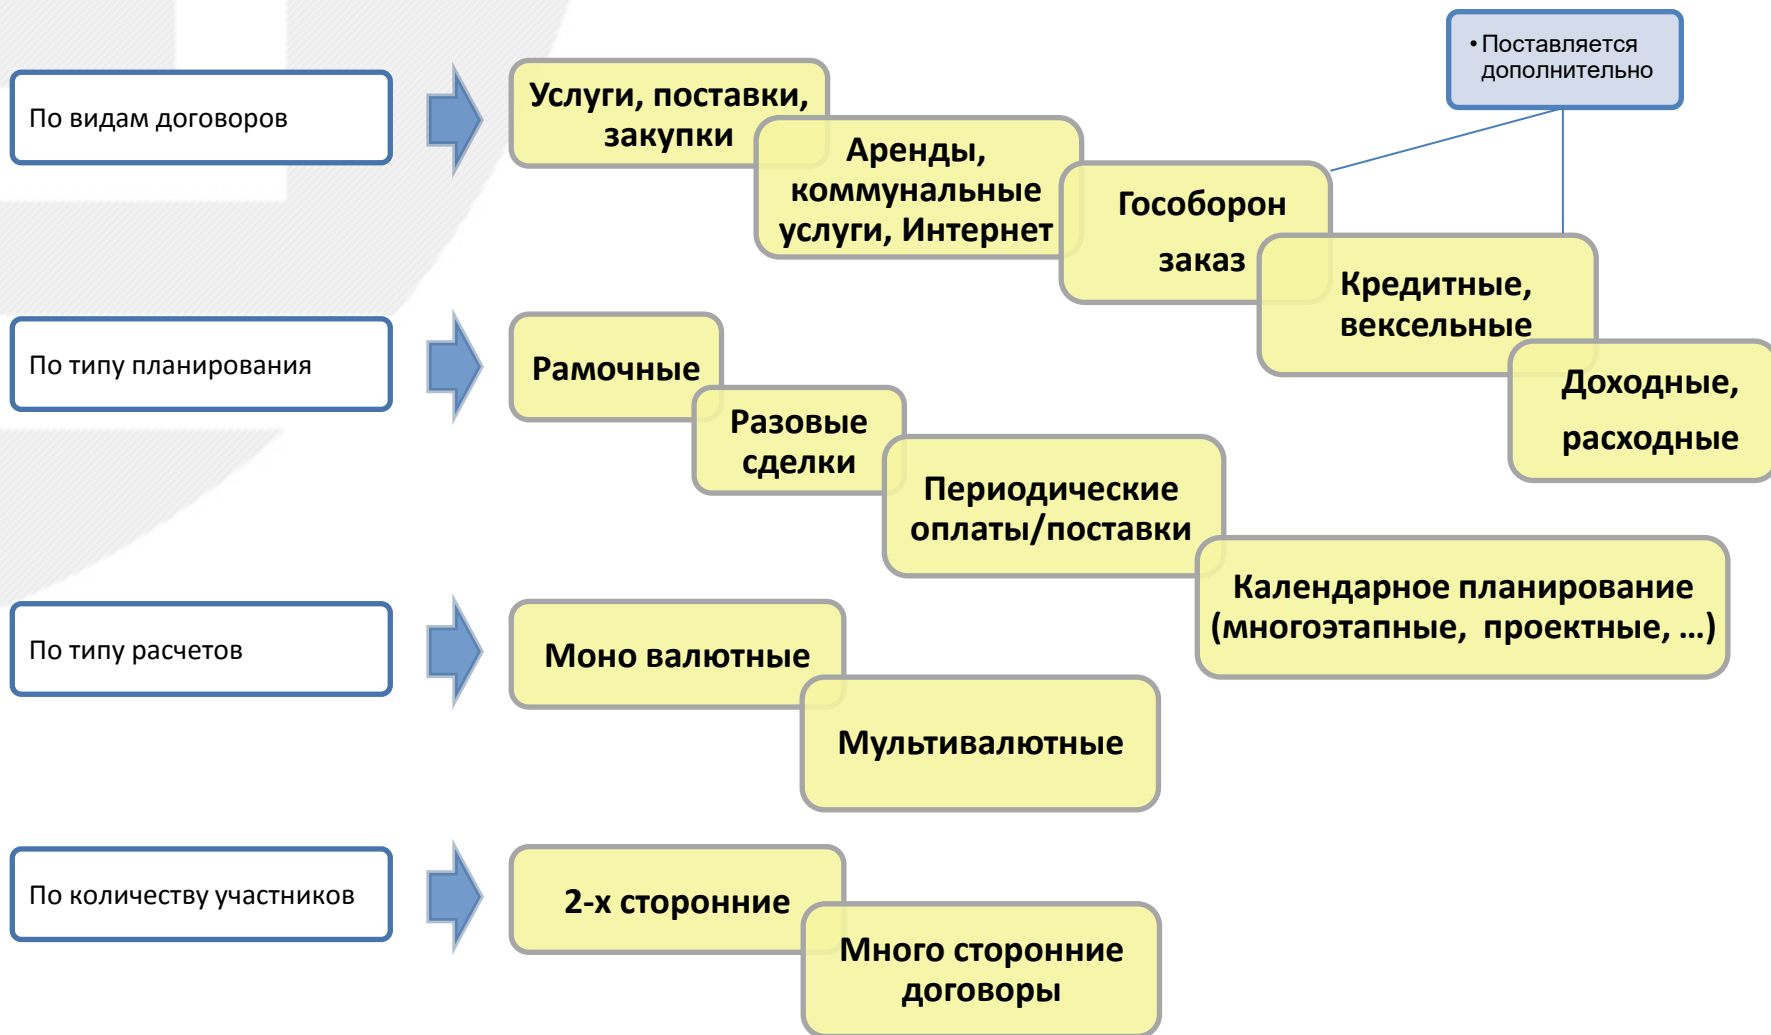 • Поставляется
дополнительно
По видам договоров
Услуги, поставки,
закупки
Аренды,
коммунальные
услуги, Интернет
Гособорон
заказ
Кредитные,
вексельные
Доходные,
расходные
По типу планирования
Рамочные
Разовые
сделки
Периодические
оплаты/поставки
Календарное планирование
(многоэтапные,  проектные, ...)
По типу расчетов
Моно валютные
Мультивалютные
По количеству участников
2-х сторонние
Много сторонние
договоры